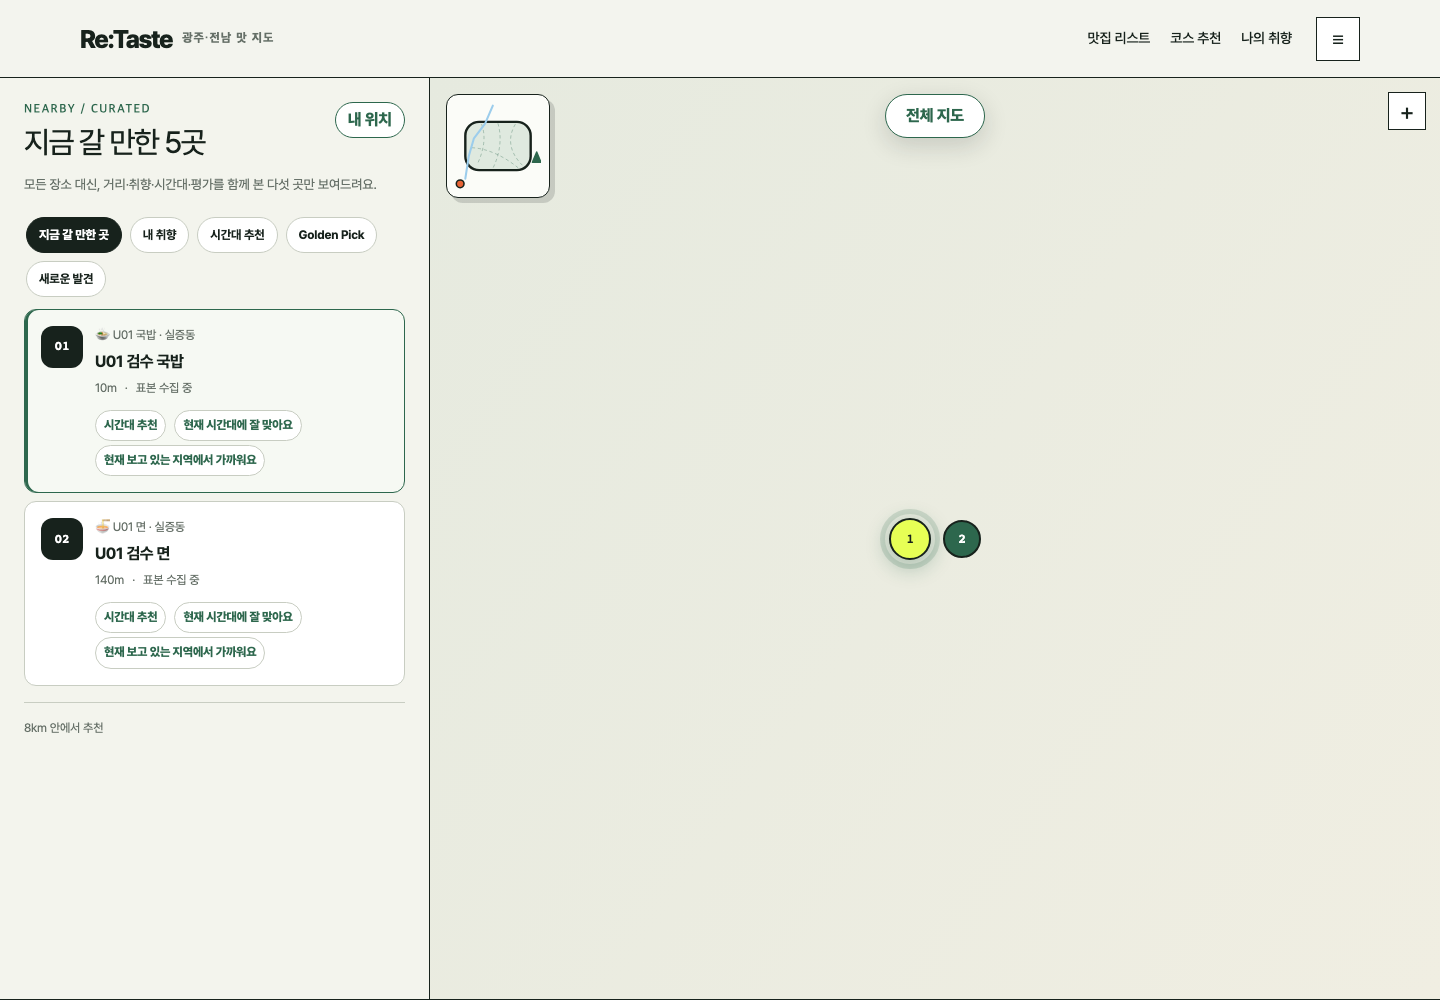 Re:Taste 광주·전남 맛 지도
맛집 리스트 코스 추천 나의 취향 ≡
NEARBY / CURATED
지금 갈 만한 5곳
내 위치
모든 장소 대신, 거리·취향·시간대·평가를 함께 본 다섯 곳만 보여드려요.
지금 갈 만한 곳 내 취향 시간대 추천 Golden Pick
새로운 발견
01
U01 국밥 · 실증동
U01 검수 국밥
10m · 표본 수집 중
시간대 추천 현재 시간대에 잘 맞아요
현재 보고 있는 지역에서 가까워요
02
U01 면 · 실증동
U01 검수 면
140m · 표본 수집 중
시간대 추천 현재 시간대에 잘 맞아요
현재 보고 있는 지역에서 가까워요
8km 안에서 추천
전체 지도
+
1 2